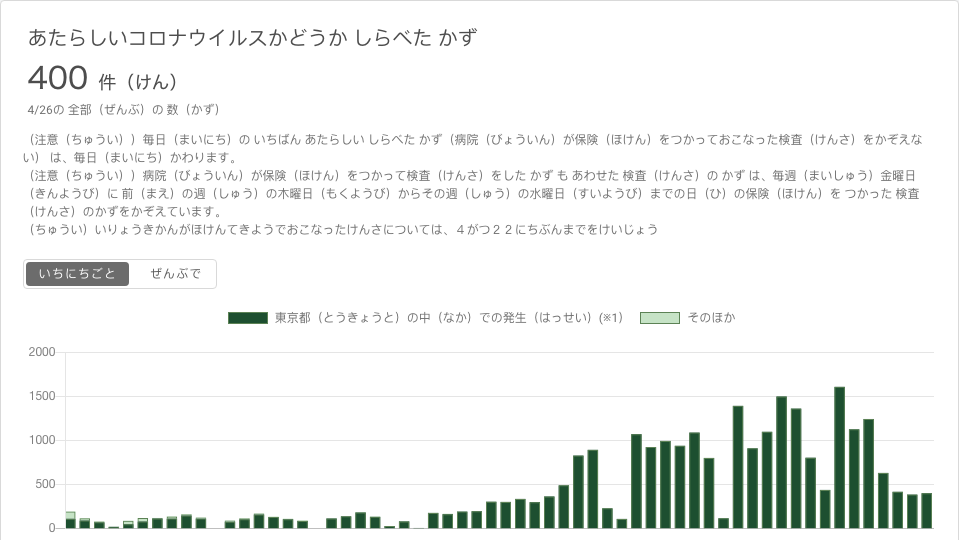 あたらしいコロナウイルスかどうか しらべた かず
400 件（けん）
4/26の 全部（ぜんぶ）の 数（かず）
（注意（ちゅうい））毎日（まいにち）の いちばん あたらしい しらべた かず（病院（びょういん）が保険（ほけん）をつかっておこなった検査（けんさ）をかぞえな
い） は、毎日（まいにち）かわります。
（注意（ちゅうい））病院（びょういん）が保険（ほけん）をつかって検査（けんさ）をした かず も あわせた 検査（けんさ）の かず は、毎週（まいしゅう）金曜日
（きんようび）に 前（まえ）の週（しゅう）の木曜日（もくようび）からその週（しゅう）の水曜日（すいようび）までの日（ひ）の保険（ほけん）を つかった 検査
（けんさ）のかずをかぞえています。
（ちゅうい）いりょうきかんがほけんてきようでおこなったけんさについては、４がつ２２にちぶんまでをけいじょう
いちにちごと ぜんぶで
東京都（とうきょうと）の中（なか）での発生（はっせい）(※1) そのほか
2000
1500
1000
500
0